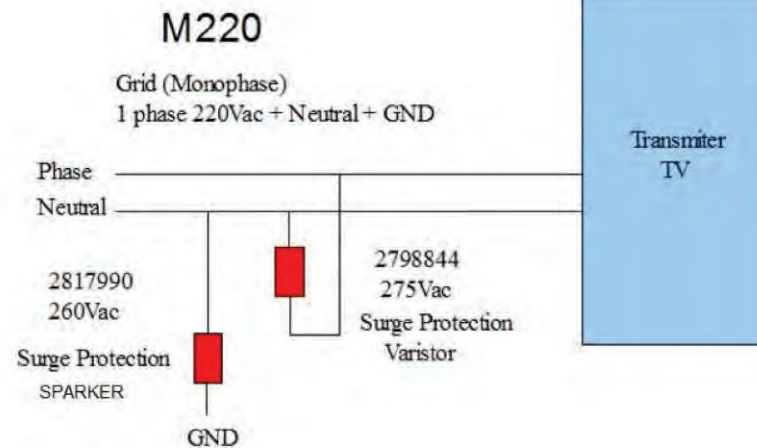 M220
Grid (Monophase)
1 phase 220Vac + Neutral + GND
Transmiter
TV
Phase
Neutral
2817990
260Vac
Surge Protection
SPARKER
2798844
275Vac
Surge Protection
Varistor
GND